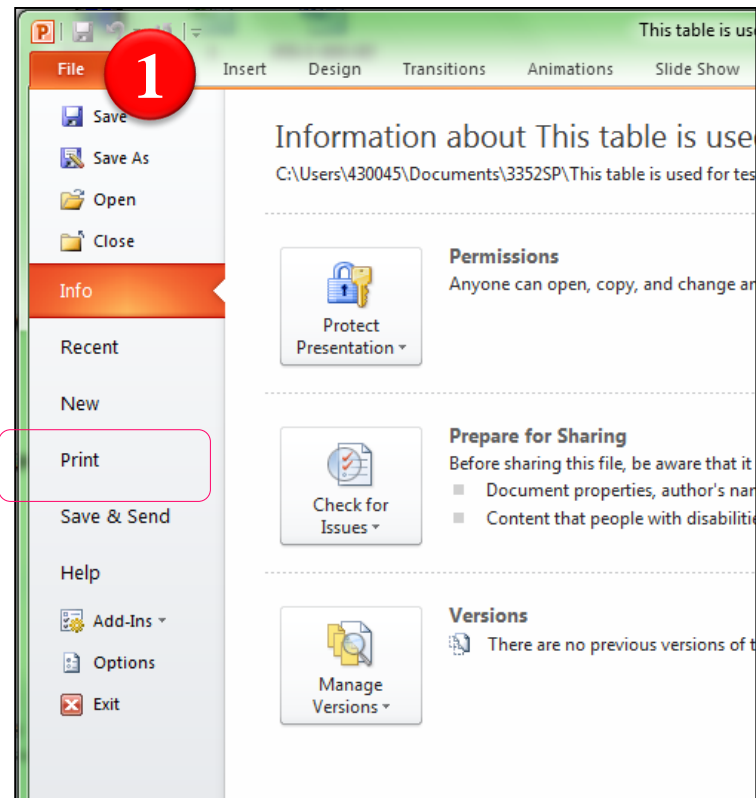 This table is us
File
1
Insert
Design
Transitions
Animations
Slide Show
Save
Save As
Open
Close
Info
Recent
New
Print
Save & Send
Help
Add-Ins
Options
Exit
Information about This table is use
C:\Users\430045\Documents\3352SP\This table is used for tes
Protect
Presentation
Permissions
Anyone can open, copy, and change an
Check for
Issues
Prepare for Sharing
Before sharing this file, be aware that it
Document properties, author's nam
Content that people with disabilitie
Manage
Versions
Versions
There are no previous versions of t